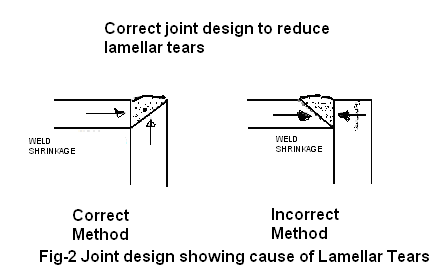 Correct joint design to reduce
lamellar tears
WELD
SHRINKAGE
WELD
SHRINKAGE
Correct
Method
Incorrect
Method
Fig-2 Joint design showing cause of Lamellar Tears